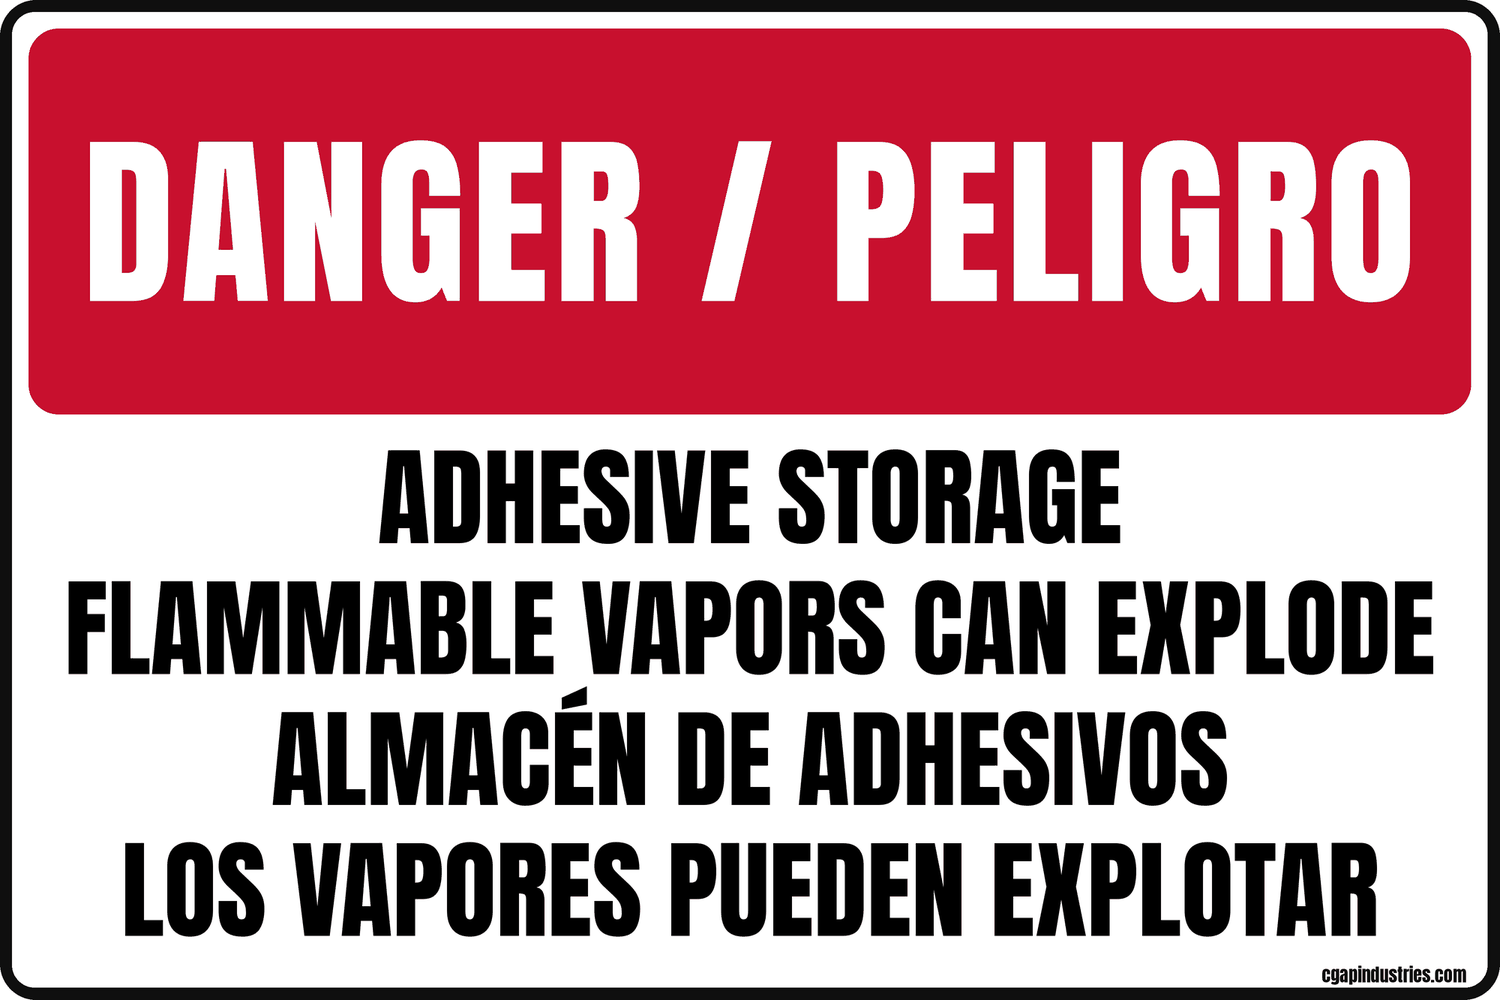 DANGER / PELIGRO
ADHESIVE STORAGE
FLAMMABLE VAPORS CAN EXPLODE
ALMACÉN DE ADHESIVOS
LOS VAPORES PUEDEN EXPLOTAR
cgapindustries.com